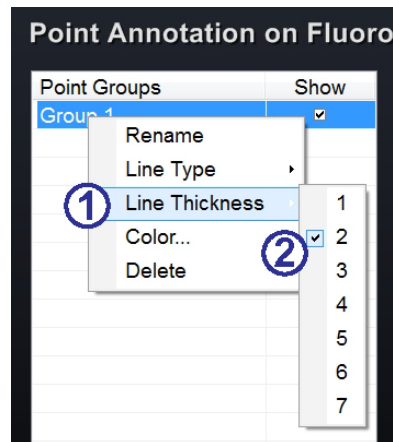 Point Annotation on Fluoro
Point Groups Show
Group 1
Rename
Line Type
1 Line Thickness 1
Color... 2 2
Delete 3
4
5
6
7